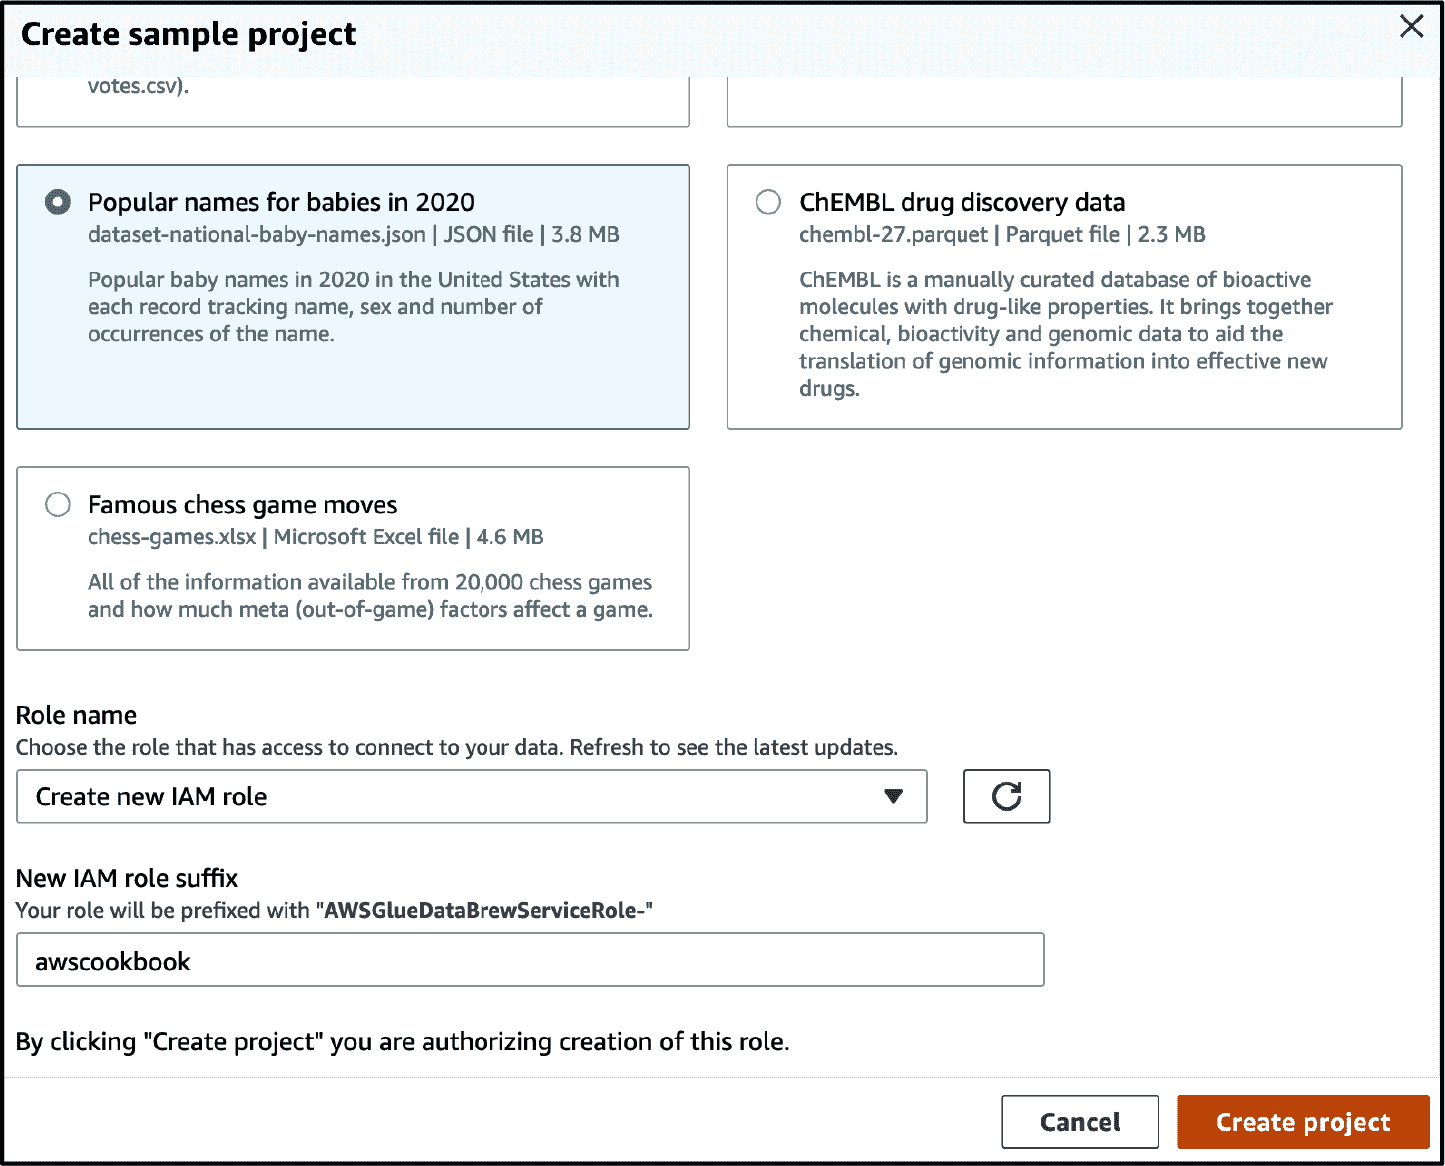 Create sample project
votes.csv).
Popular names for babies in 2020
dataset-national-baby-names.json | JSON file | 3.8 MB
Popular baby names in 2020 in the United States with
each record tracking name, sex and number of
occurrences of the name.
ChEMBL drug discovery data
chembl-27.parquet | Parquet file | 2.3 MB
ChEMBL is a manually curated database of bioactive
molecules with drug-like properties. It brings together
chemical, bioactivity and genomic data to aid the
translation of genomic information into effective new
drugs.
Famous chess game moves
chess-games.xlsx | Microsoft Excel file | 4.6 MB
All of the information available from 20,000 chess games
and how much meta (out-of-game) factors affect a game.
Role name
Choose the role that has access to connect to your data. Refresh to see the latest updates.
Create new IAM role
New IAM role suffix
Your role will be prefixed with "AWSGlueDataBrewServiceRole-"
awscookbook
By clicking "Create project" you are authorizing creation of this role.
Cancel
Create project